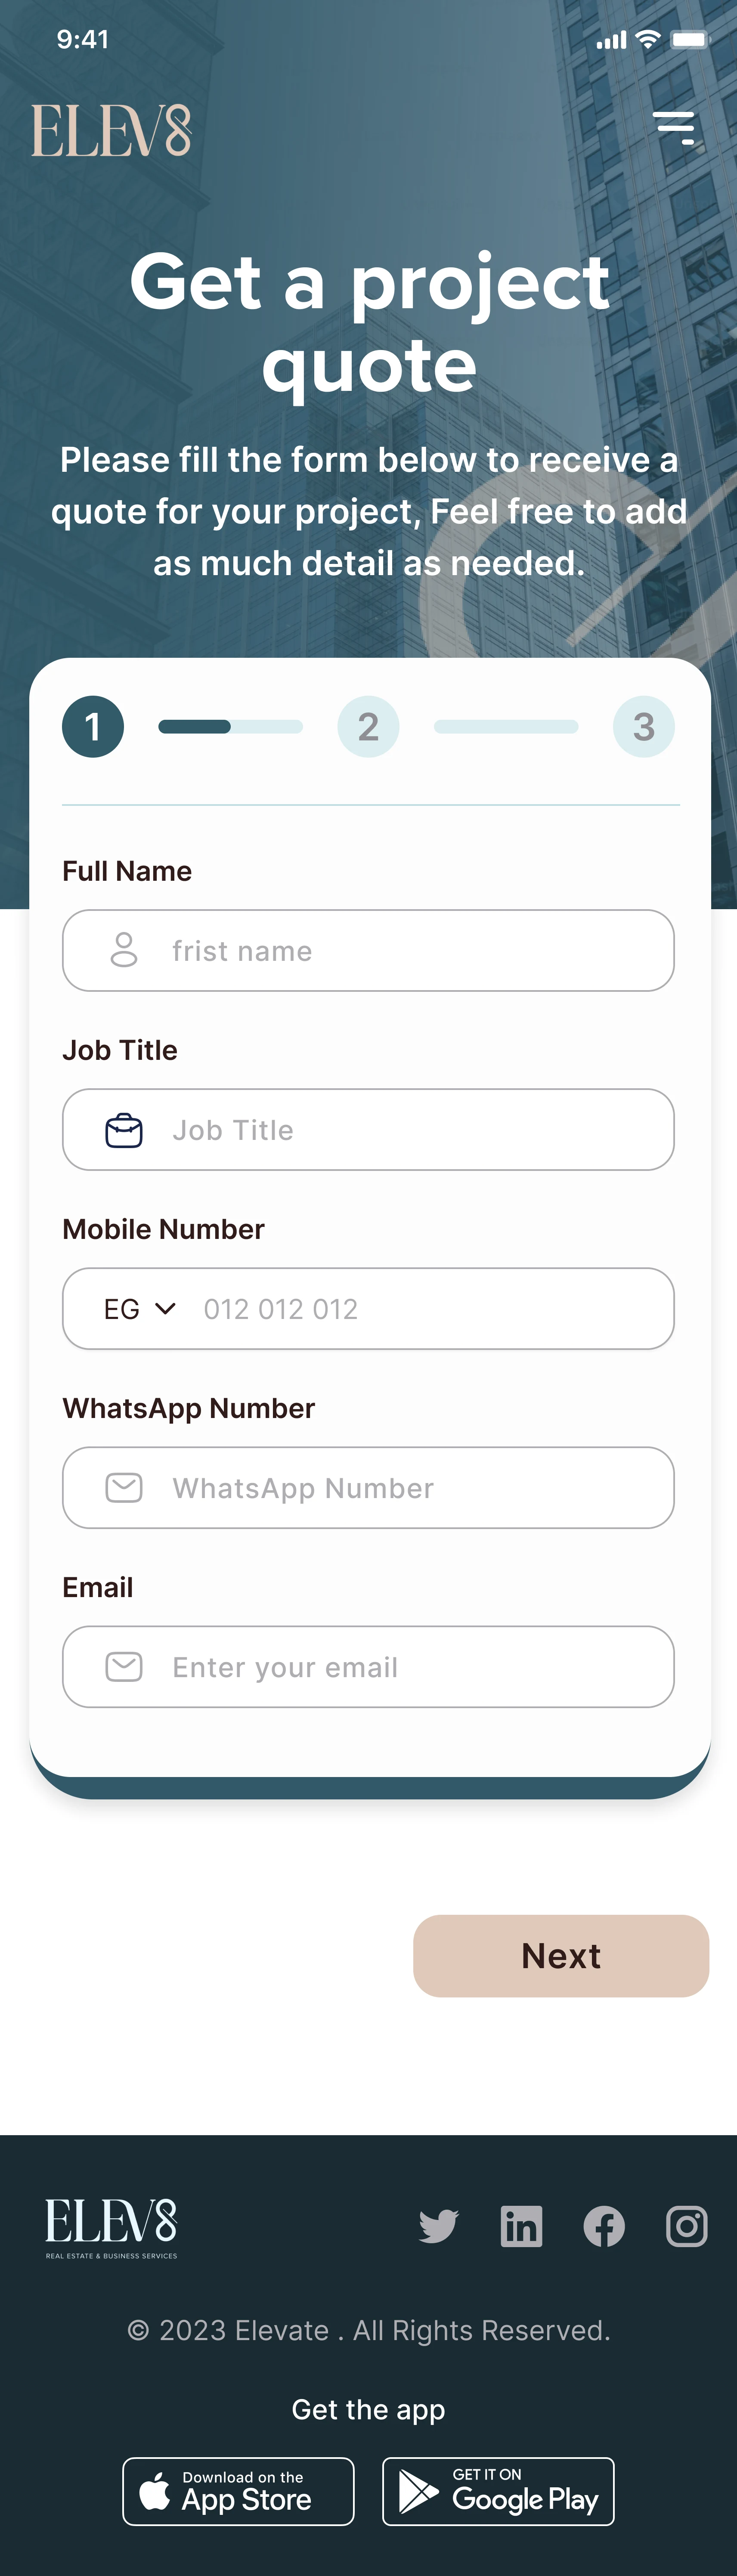 9:41
ELEV8
Get a project
quote
Please fill the form below to receive a
quote for your project, Feel free to add
as much detail as needed.
1 2 3
Full Name
frist name
Job Title
Job Title
Mobile Number
EG 012 012 012
WhatsApp Number
WhatsApp Number
Email
Enter your email
Next
ELEV8
REAL ESTATE & BUSINESS SERVICES
in f
© 2023 Elevate . All Rights Reserved.
Get the app
Download on the
App Store
GET IT ON
Google Play